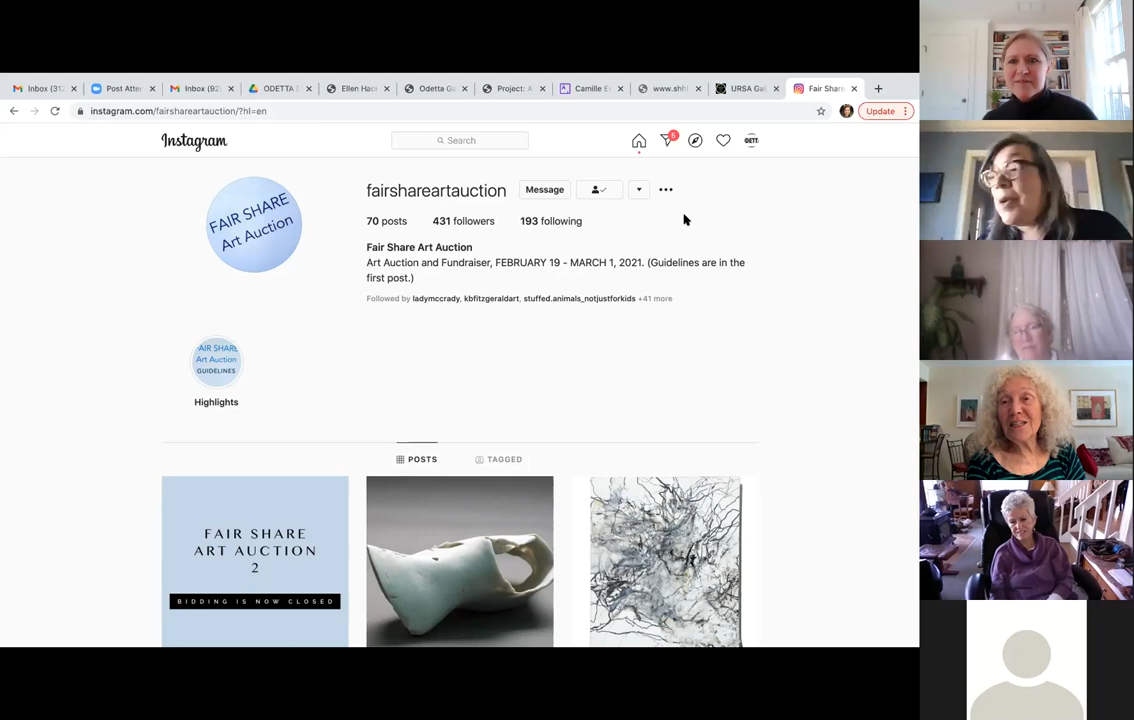 Inbox (312
Post Atte
Inbox (92
ODETTA
Ellen Hac
Odetta Ga
Project: A
Camille E
www.shh
URSA Gal
Fair Share
instagram.com/fairshareartauction/?hl=en
Update
Instagram
Search
5
fairshareartauction
Message
70 posts 431 followers 193 following
Fair Share Art Auction
Art Auction and Fundraiser, FEBRUARY 19 - MARCH 1, 2021. (Guidelines are in the
first post.)
Followed by ladymccrady, kbfitzgeraldart, stuffed.animals_notjustforkids +41 more
FAIR SHARE
Art Auction
AIR SHARE
Art Auction
GUIDELINES
Highlights
POSTS
TAGGED
FAIR SHARE
ART AUCTION
2
BIDDING IS NOW CLOSED